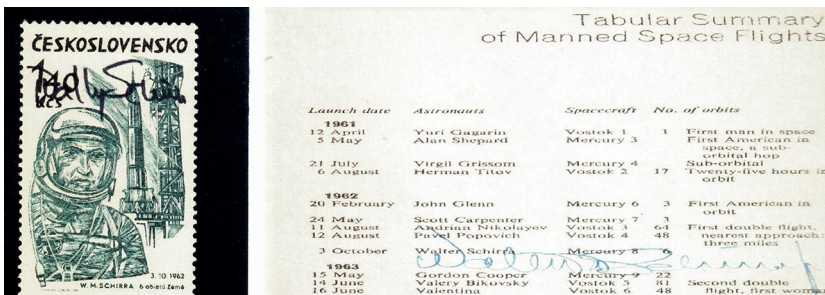 ČESKOSLOVENSKO
1,40
KČS
3.10.1962
W.M.SCHIRRA 6 obletů Země
Tabular Summary
of Manned Space Flights
Launch date Astronauts Spacecraft No. of orbits
1961
12 April Yuri Gagarin Vostok 1 1 First man in space
5 May Alan Shepard Mercury 3 First American in
space, a sub-
orbital hop
21 July Virgil Grissom Mercury 4 Sub-orbital
6 August Herman Titov Vostok 2 17 Twenty-five hours in
orbit
1962
20 February John Glenn Mercury 6 3 First American in
orbit
24 May Scott Carpenter Mercury 7 3
11 August Andrian Nikolayev Vostok 3 64 First double flight,
12 August Pavel Popovich Vostok 4 48 nearest approach:
three miles
3 October Walter Schirra Mercury 8 6
1963
15 May Gordon Cooper Mercury 9 22
14 June Valery Bikovsky Vostok 5 81 Second double
16 June Valentina Vostok 6 48 flight, first woman